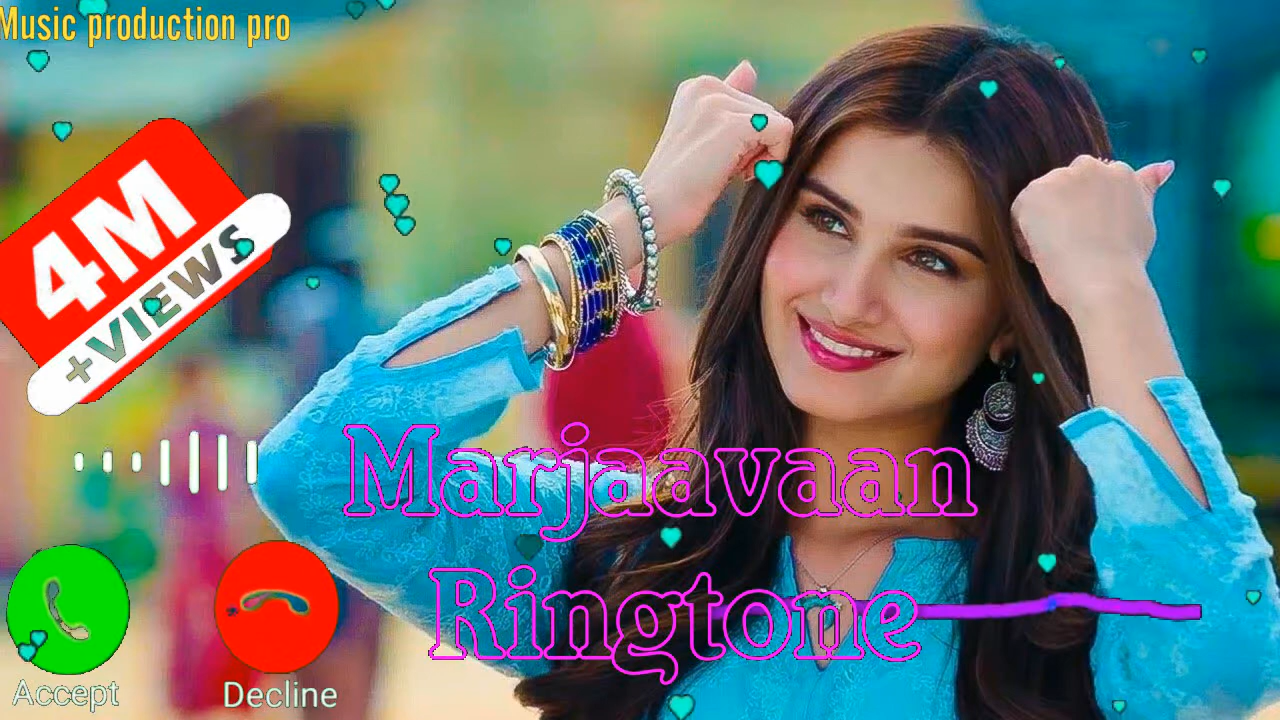 Music production pro
4M
+VIEWS
Marjaavaan
Ringtone
Accept
Decline